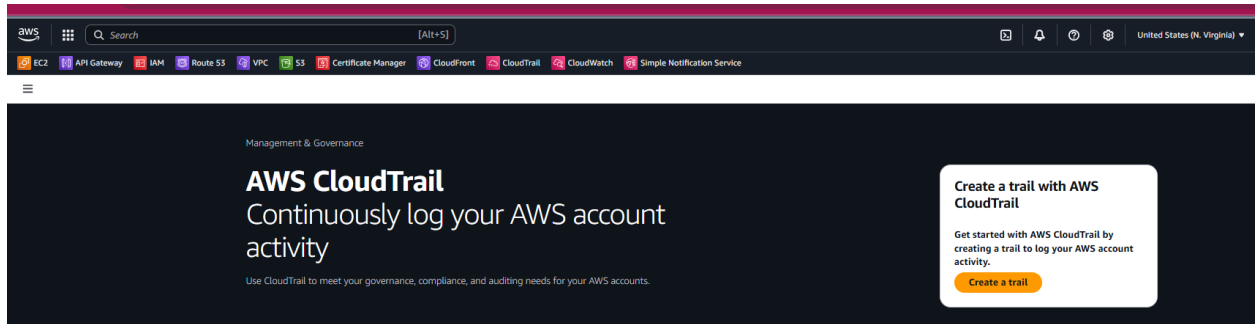 aws
Search
[Alt+S]
United States (N. Virginia)
EC2 API Gateway IAM Route 53 VPC S3 Certificate Manager CloudFront CloudTrail CloudWatch Simple Notification Service
Management & Governance
AWS CloudTrail
Continuously log your AWS account
activity
Use CloudTrail to meet your governance, compliance, and auditing needs for your AWS accounts.
Create a trail with AWS
CloudTrail
Get started with AWS CloudTrail by
creating a trail to log your AWS account
activity.
Create a trail